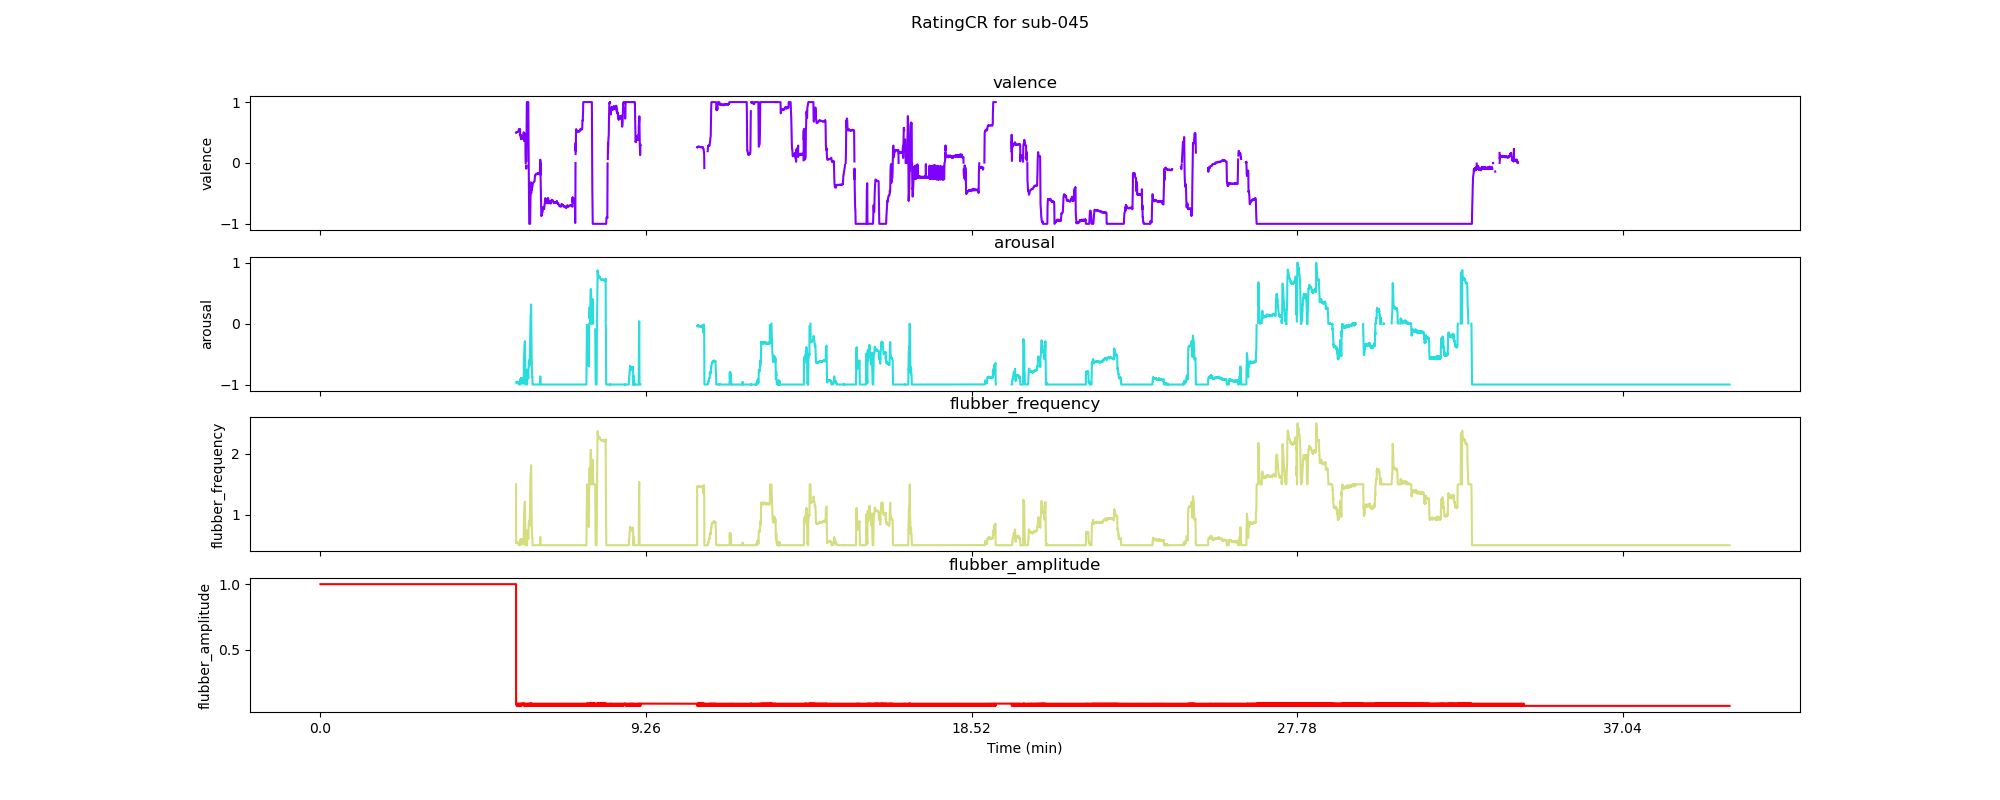 RatingCR for sub-045
valence
valence
1
0
−1
arousal
arousal
1
0
−1
flubber_frequency
flubber_frequency
2
1
flubber_amplitude
flubber_amplitude
1.0
0.5
0.0 9.26 18.52 27.78 37.04
Time (min)